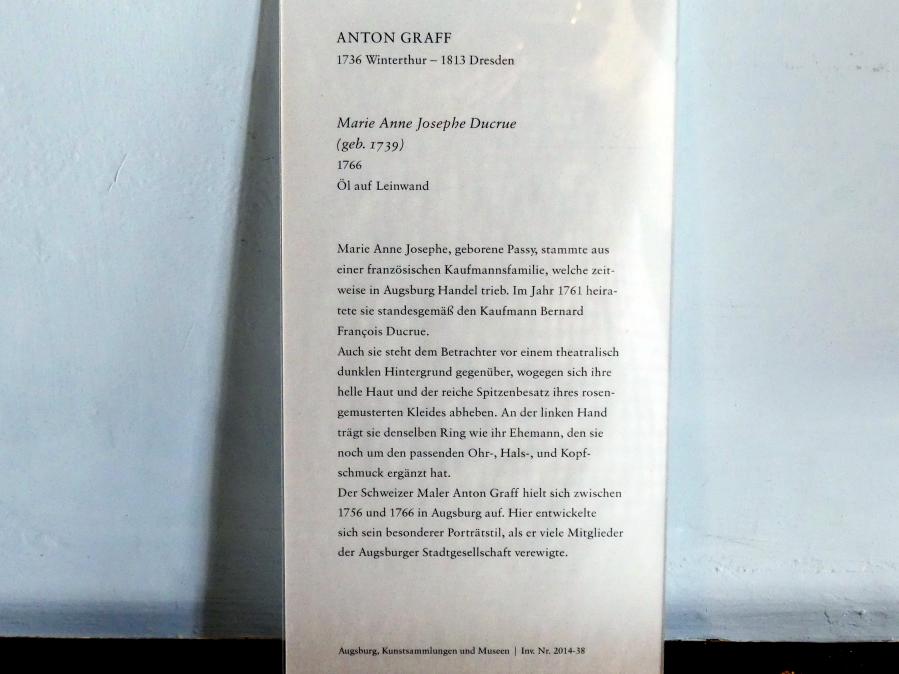 ANTON GRAFF
1736 Winterthur – 1813 Dresden
Marie Anne Josephe Ducrue
(geb. 1739)
1766
Öl auf Leinwand
Marie Anne Josephe, geborene Passy, stammte aus
einer französischen Kaufmannsfamilie, welche zeit-
weise in Augsburg Handel trieb. Im Jahr 1761 heira-
tete sie standesgemäß den Kaufmann Bernard
François Ducrue.
Auch sie steht dem Betrachter vor einem theatralisch
dunklen Hintergrund gegenüber, wogegen sich ihre
helle Haut und der reiche Spitzenbesatz ihres rosen-
gemusterten Kleides abheben. An der linken Hand
trägt sie denselben Ring wie ihr Ehemann, den sie
noch um den passenden Ohr-, Hals-, und Kopf-
schmuck ergänzt hat.
Der Schweizer Maler Anton Graff hielt sich zwischen
1756 und 1766 in Augsburg auf. Hier entwickelte
sich sein besonderer Porträtstil, als er viele Mitglieder
der Augsburger Stadtgesellschaft verewigte.
Augsburg, Kunstsammlungen und Museen | Inv. Nr. 2014-38